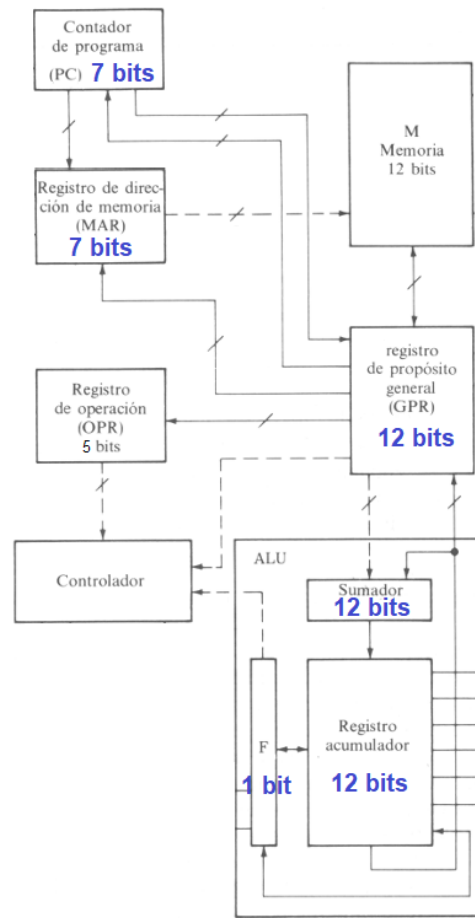 Contador
de programa
(PC) 7 bits
M
Memoria
12 bits
Registro de direc-
ción de memoria
(MAR)
7 bits
registro
de propósito
general
(GPR)
12 bits
Registro
de operación
(OPR)
5 bits
Controlador
ALU
Sumador
12 bits
F
1 bit
Registro
acumulador
12 bits